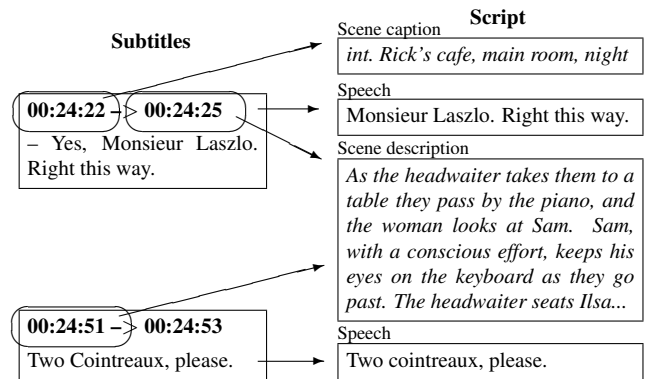 Subtitles
00:24:22 –> 00:24:25
– Yes, Monsieur Laszlo.
Right this way.
00:24:51 –> 00:24:53
Two Cointreaux, please.
Script
Scene caption
int. Rick's cafe, main room, night
Speech
Monsieur Laszlo. Right this way.
Scene description
As the headwaiter takes them to a
table they pass by the piano, and
the woman looks at Sam. Sam,
with a conscious effort, keeps his
eyes on the keyboard as they go
past. The headwaiter seats Ilsa...
Speech
Two cointreaux, please.